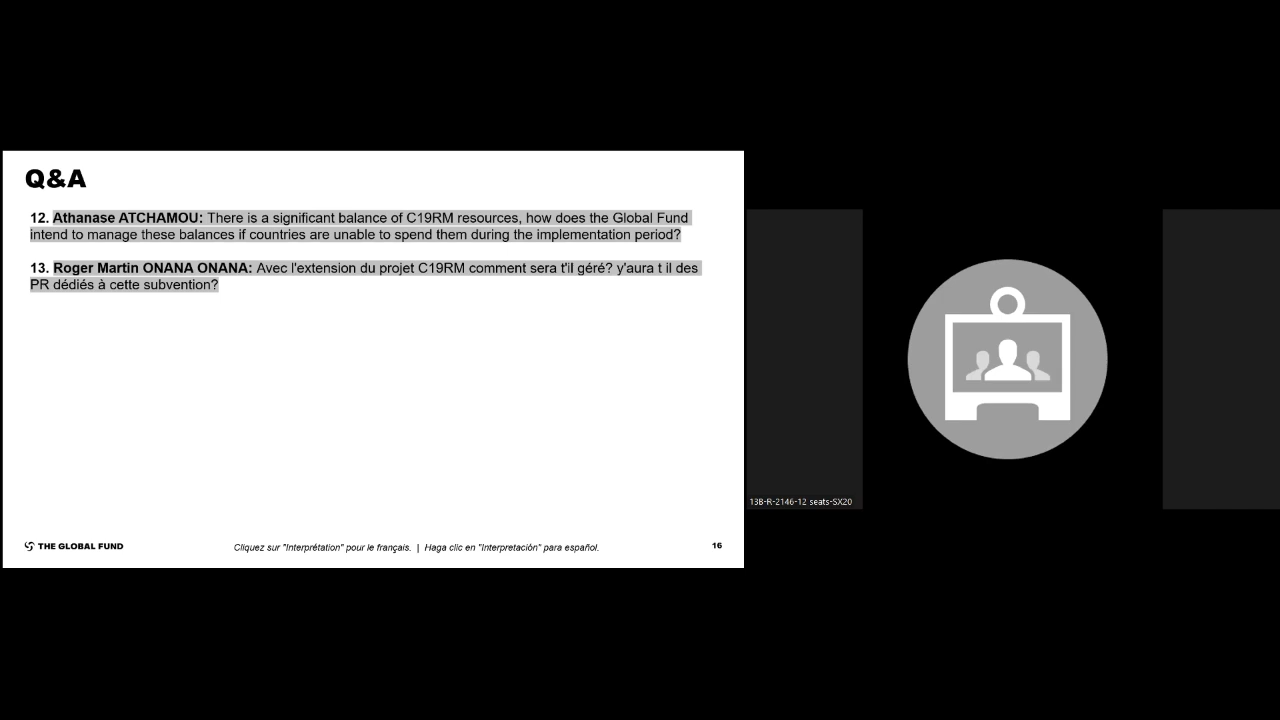 Q&A
12. Athanase ATCHAMOU: There is a significant balance of C19RM resources, how does the Global Fund
intend to manage these balances if countries are unable to spend them during the implementation period?
13. Roger Martin ONANA ONANA: Avec l'extension du projet C19RM comment sera t'il géré? y'aura t il des
PR dédiés à cette subvention?
THE GLOBAL FUND
Cliquez sur "Interprétation" pour le français. | Haga clic en "Interpretación" para español.
16
13B-R-2146-12 seats-SX20